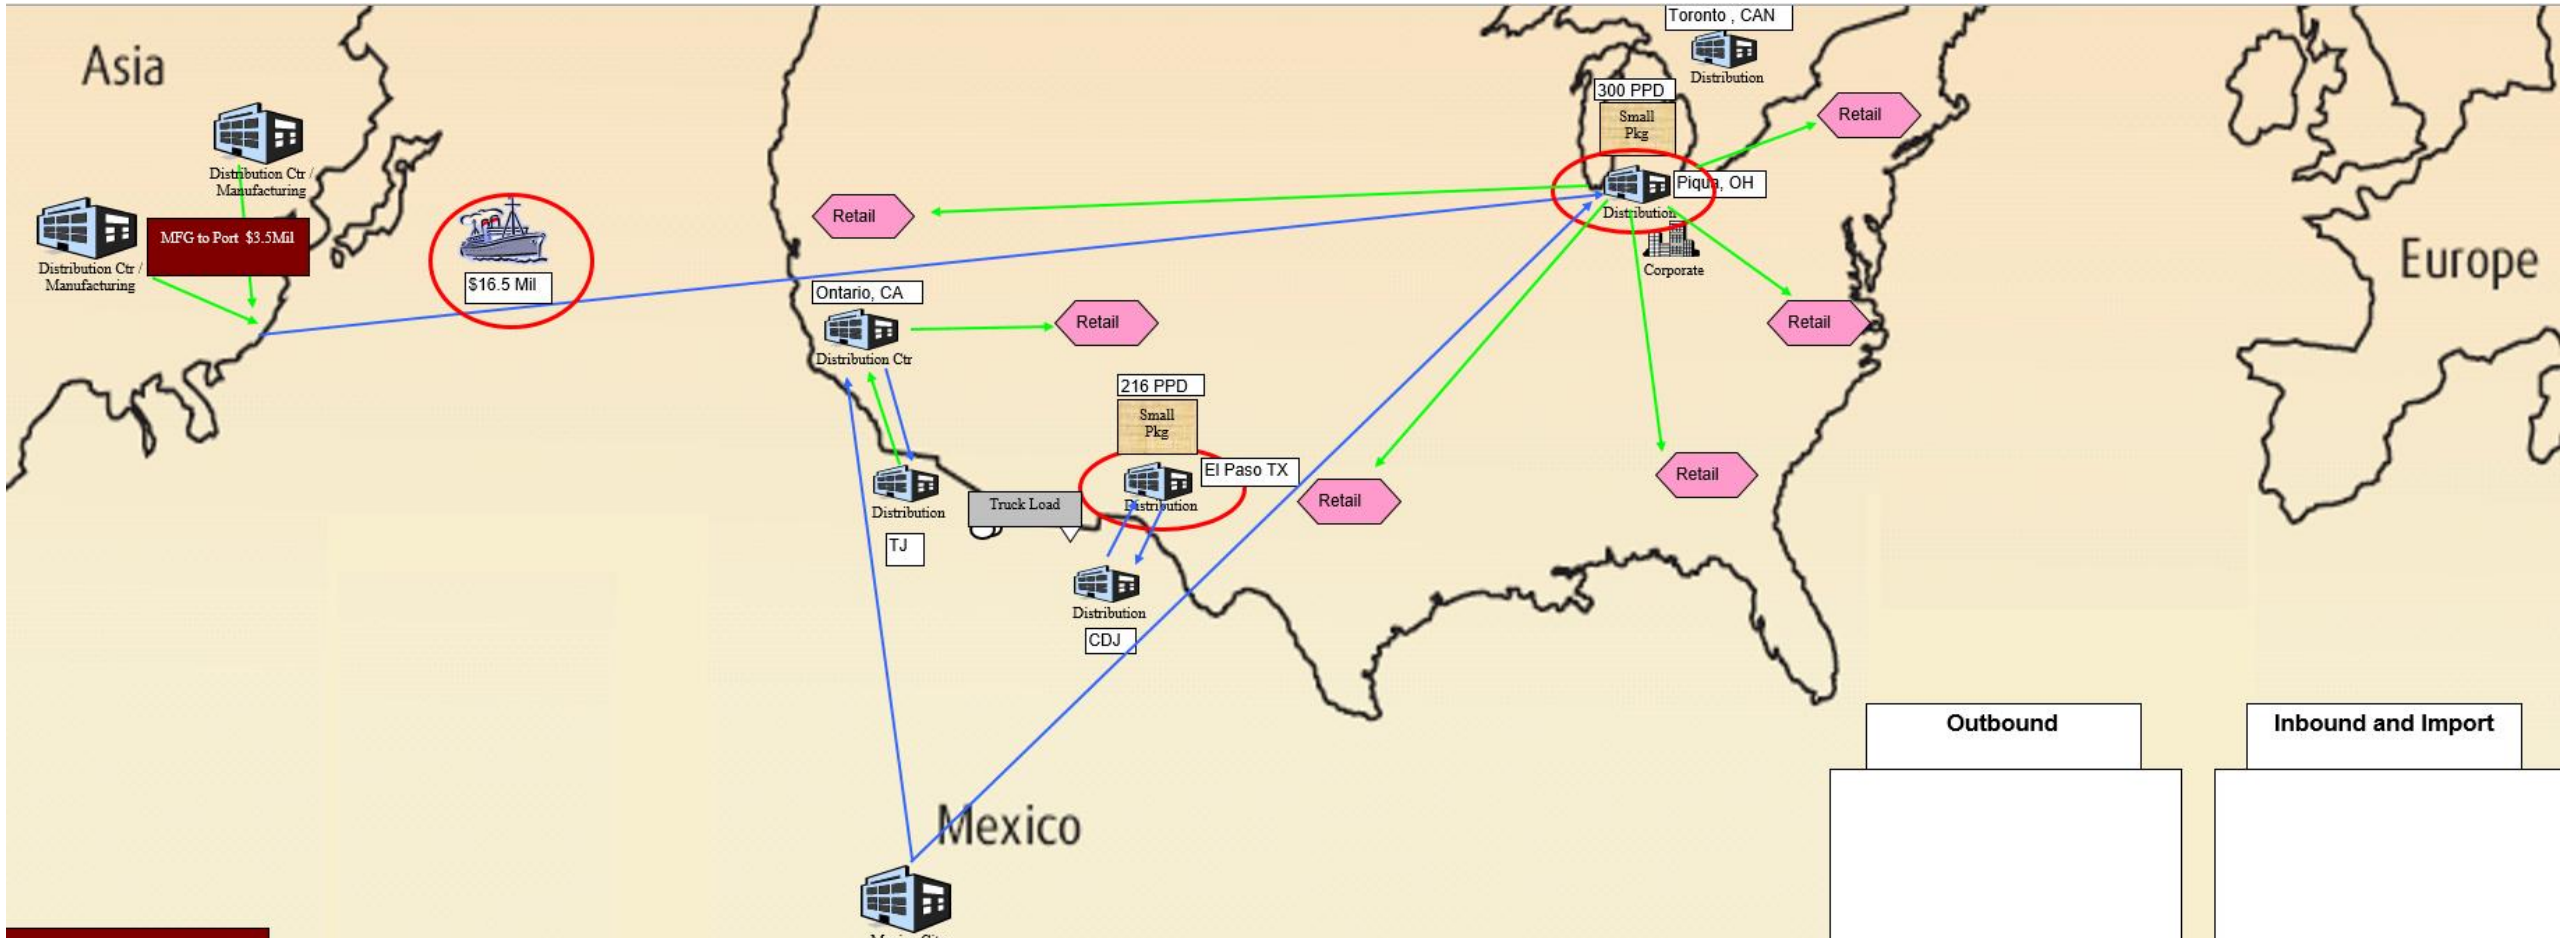 Toronto , CAN
Distribution
Asia
300 PPD
Small
Pkg
Retail
Distribution Ctr /
Manufacturing
Piqua, OH
Distribution
Retail
MFG to Port $3.5Mil
Distribution Ctr /
Manufacturing
$16.5 Mil
Corporate
Europe
Ontario, CA
Distribution Ctr
Retail
Retail
216 PPD
Small
Pkg
El Paso TX
Distribution
Retail
Retail
Truck Load
Distribution
TJ
Distribution
CDJ
Outbound
Inbound and Import
Mexico